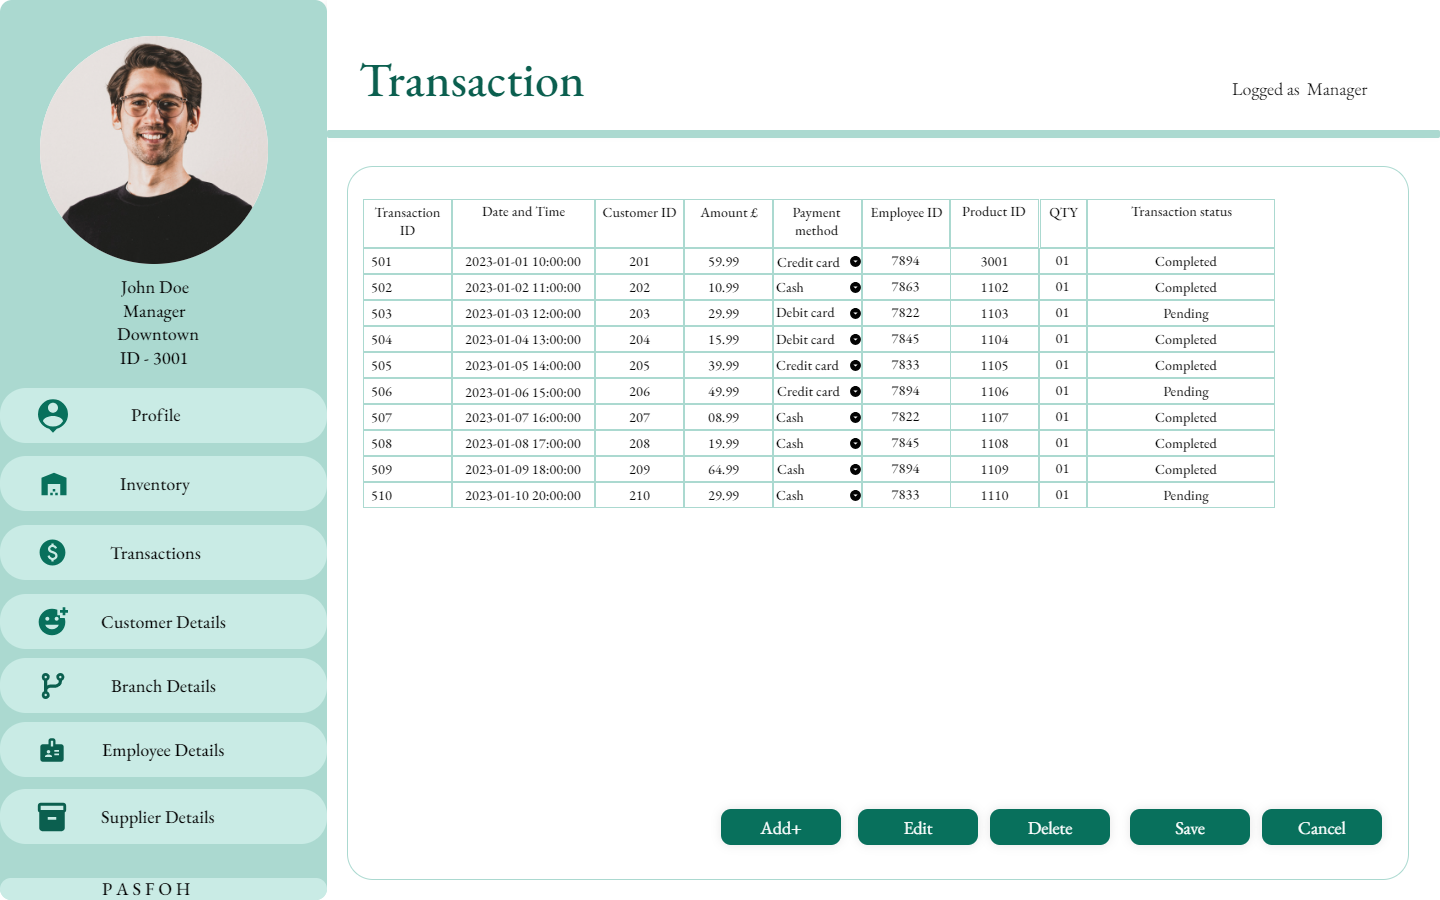 Transaction
Logged as Manager
John Doe
Manager
Downtown
ID - 3001
Profile
Inventory
Transactions
Customer Details
Branch Details
Employee Details
Supplier Details
PASFOH
Transaction ID Date and Time Customer ID Amount £ Payment method Employee ID Product ID QTY Transaction status
501 2023-01-01 10:00:00 201 59.99 Credit card 7894 3001 01 Completed
502 2023-01-02 11:00:00 202 10.99 Cash 7863 1102 01 Completed
503 2023-01-03 12:00:00 203 29.99 Debit card 7822 1103 01 Pending
504 2023-01-04 13:00:00 204 15.99 Debit card 7845 1104 01 Completed
505 2023-01-05 14:00:00 205 39.99 Credit card 7833 1105 01 Completed
506 2023-01-06 15:00:00 206 49.99 Credit card 7894 1106 01 Pending
507 2023-01-07 16:00:00 207 08.99 Cash 7822 1107 01 Completed
508 2023-01-08 17:00:00 208 19.99 Cash 7845 1108 01 Completed
509 2023-01-09 18:00:00 209 64.99 Cash 7894 1109 01 Completed
510 2023-01-10 20:00:00 210 29.99 Cash 7833 1110 01 Pending
Add+ Edit Delete Save Cancel